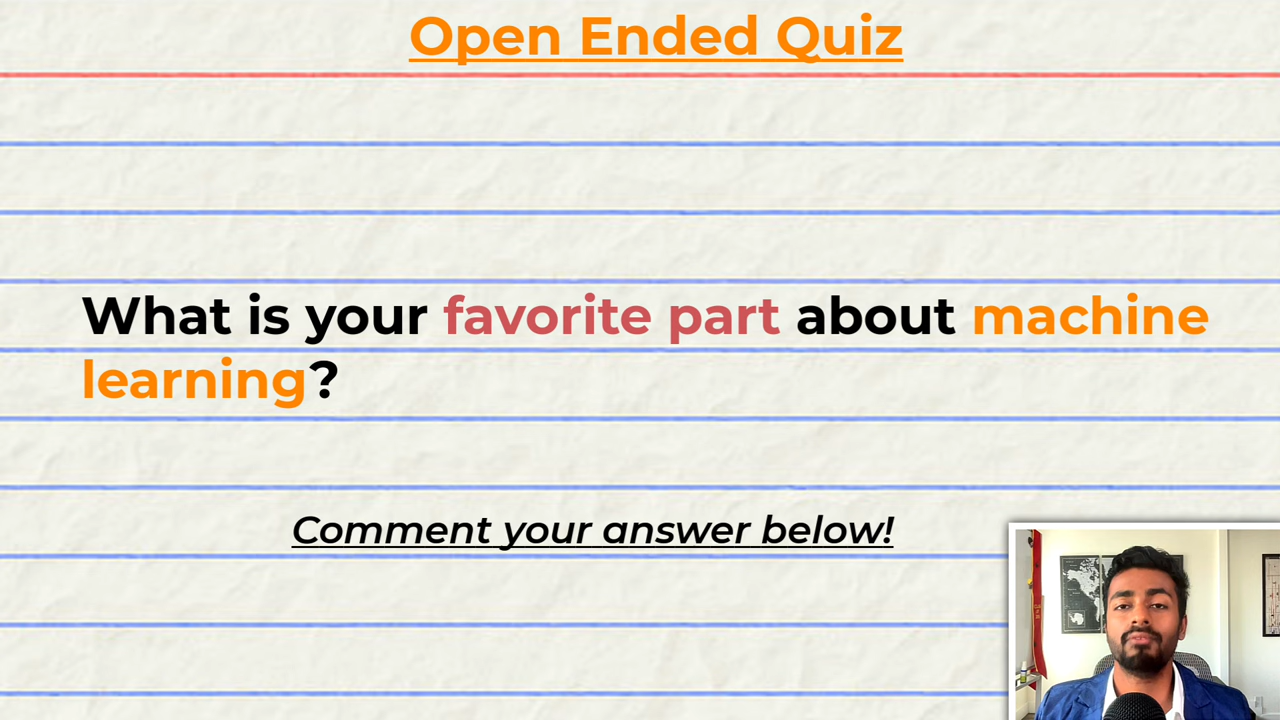 Open Ended Quiz
What is your favorite part about machine
learning?
Comment your answer below!